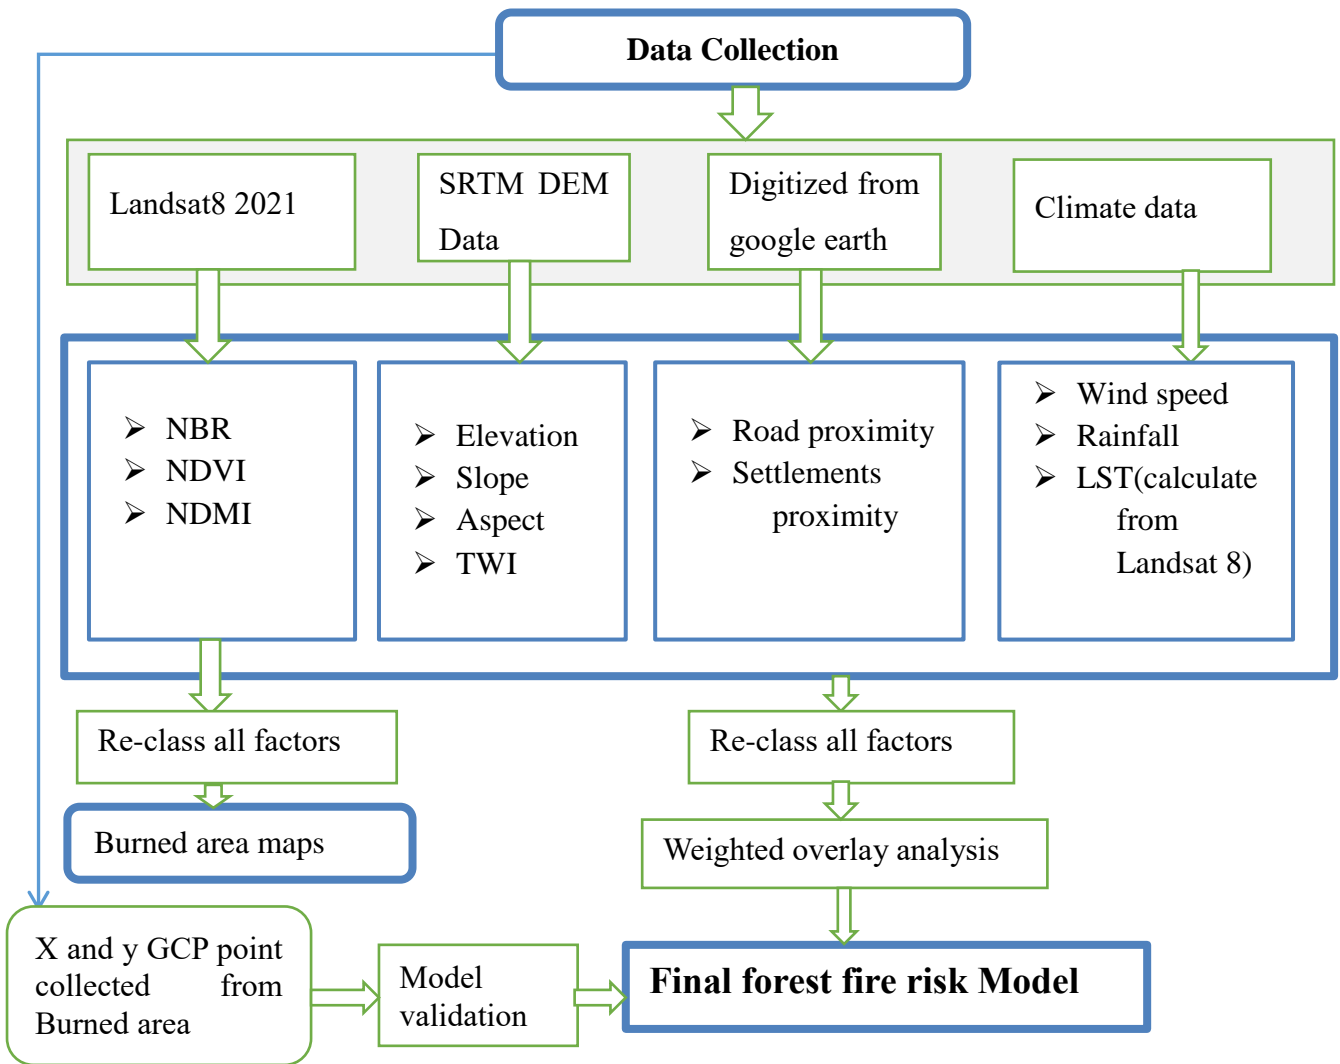 Data Collection
Landsat8 2021
SRTM DEM
Data
Digitized from
google earth
Climate data
➢ NBR
➢ NDVI
➢ NDMI
➢ Elevation
➢ Slope
➢ Aspect
➢ TWI
➢ Road proximity
➢ Settlements
proximity
➢ Wind speed
➢ Rainfall
➢ LST(calculate
from
Landsat 8)
Re-class all factors
Re-class all factors
Burned area maps
Weighted overlay analysis
X and y GCP point
collected from
Burned area
Model
validation
Final forest fire risk Model